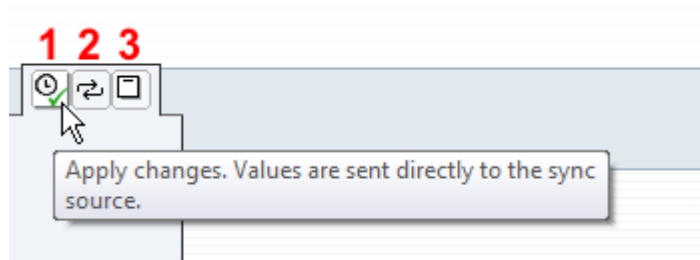 1 2 3
Apply changes. Values are sent directly to the sync
source.